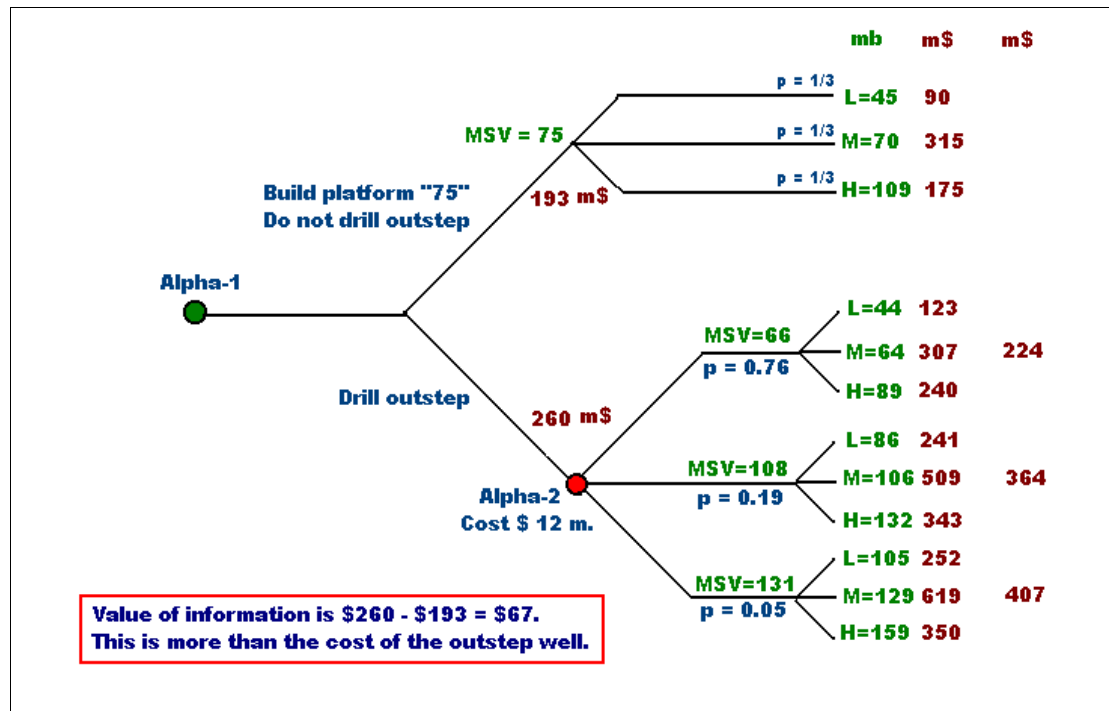 mb m$ m$
p = 1/3
L=45 90
MSV = 75
p = 1/3
M=70 315
p = 1/3
H=109 175
193 m$
Build platform "75"
Do not drill outstep
Alpha-1
Drill outstep
260 m$
Alpha-2
Cost $ 12 m.
MSV=66
p = 0.76
L=44 123
M=64 307 224
H=89 240
MSV=108
p = 0.19
L=86 241
M=106 509 364
H=132 343
MSV=131
p = 0.05
L=105 252
M=129 619 407
H=159 350
Value of information is $260 - $193 = $67.
This is more than the cost of the outstep well.